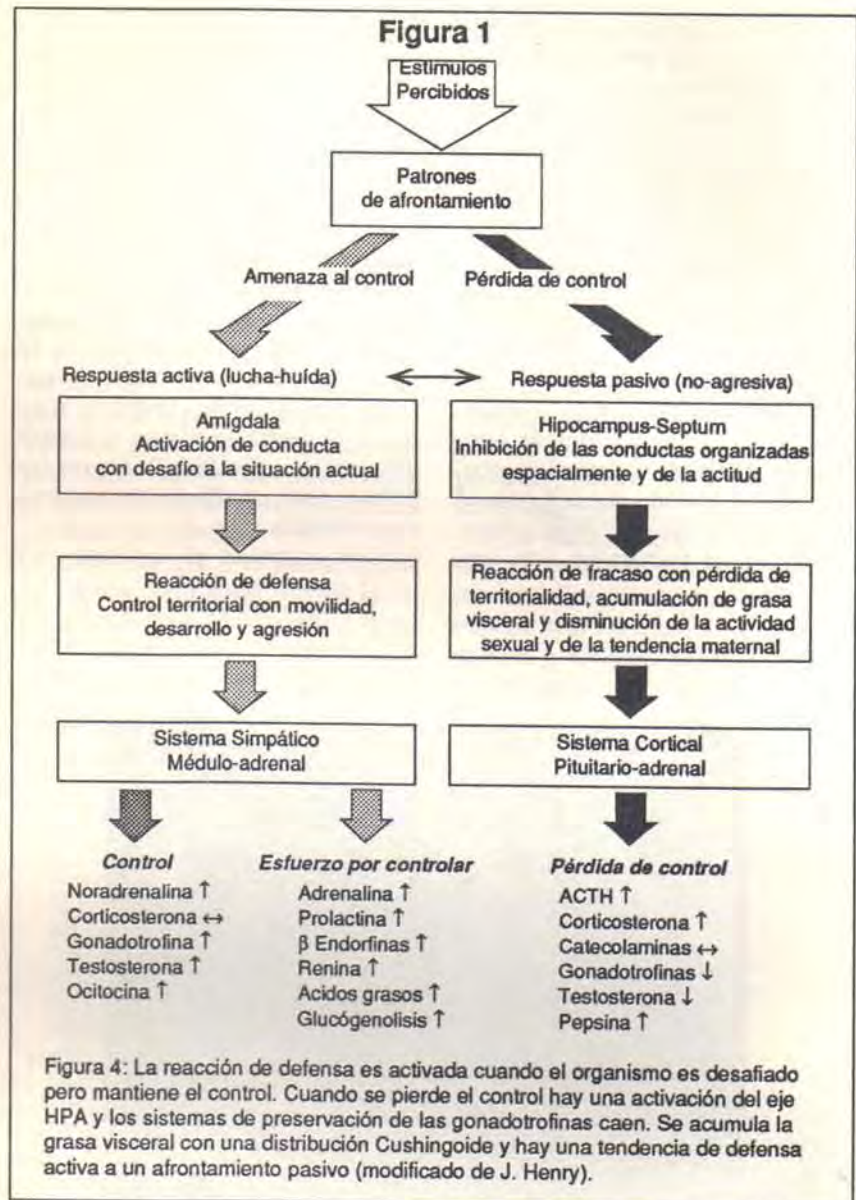 Figura 1
Estímulos
Percibidos
Patrones
de afrontamiento
Amenaza al control
Pérdida de control
Respuesta activa (lucha-huída)
Respuesta pasivo (no-agresiva)
Amígdala
Activación de conducta
con desafío a la situación actual
Hipocampus-Septum
Inhibición de las conductas organizadas
espacialmente y de la actitud
Reacción de defensa
Control territorial con movilidad,
desarrollo y agresión
Reacción de fracaso con pérdida de
territorialidad, acumulación de grasa
visceral y disminución de la actividad
sexual y de la tendencia maternal
Sistema Simpático
Médulo-adrenal
Sistema Cortical
Pituitario-adrenal
Control
Noradrenalina ↑
Corticosterona ↔
Gonadotrofina ↑
Testosterona ↑
Ocitocina ↑
Esfuerzo por controlar
Adrenalina ↑
Prolactina ↑
β Endorfinas ↑
Renina ↑
Acidos grasos ↑
Glucógenolisis ↑
Pérdida de control
ACTH ↑
Corticosterona ↑
Catecolaminas ↔
Gonadotrofinas ↓
Testosterona ↓
Pepsina ↑
Figura 4: La reacción de defensa es activada cuando el organismo es desafiado
pero mantiene el control. Cuando se pierde el control hay una activación del eje
HPA y los sistemas de preservación de las gonadotrofinas caen. Se acumula la
grasa visceral con una distribución Cushingoide y hay una tendencia de defensa
activa a un afrontamiento pasivo (modificado de J. Henry).